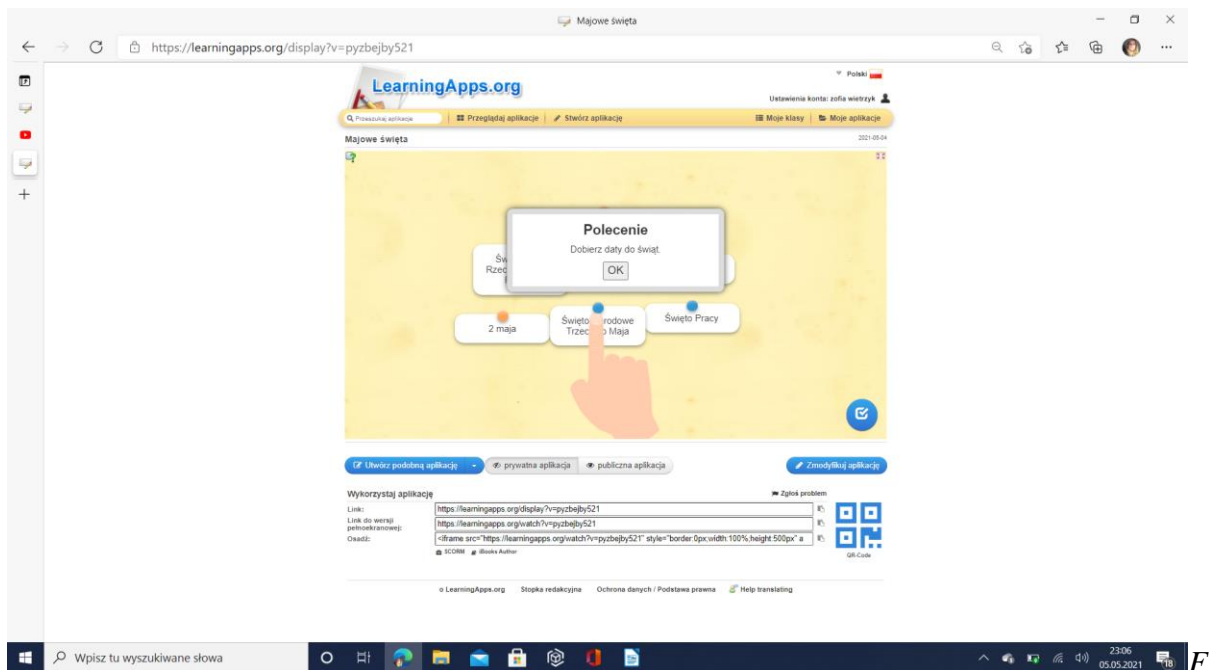 Majowe święta
https://learningapps.org/display?v=pyzbejby521
LearningApps.org
Polski
Ustawienia konta: zofia wietrzyk
Przeszukaj aplikacje
Przeglądaj aplikacje
Stwórz aplikację
Moje klasy
Moje aplikacje
Majowe święta
2021-05-04
Polecenie
Dobierz daty do świąt.
OK
2 maja
Trzec o Maja
Święto Pracy
Utwórz podobną aplikację
prywatna aplikacja
publiczna aplikacja
Zmodyfikuj aplikację
Wykorzystaj aplikację
Zgłoś problem
Link:
https://learningapps.org/display?v=pyzbejby521
Link do wersji
pełnoekranowej:
https://learningapps.org/watch?v=pyzbejby521
Osadź:
<iframe src="https://learningapps.org/watch?v=pyzbejby521" style="border:0px;width:100%;height:500px" a
SCORM
iBooks Author
QR-Code
o LearningApps.org
Stopka redakcyjna
Ochrona danych / Podstawa prawna
Help translating
Wpisz tu wyszukiwane słowa
23:06
05.05.2021
18
F